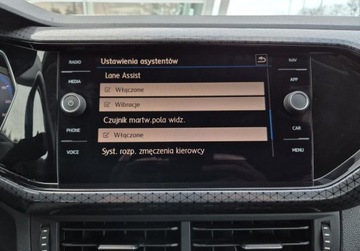 RADIO
MEDIA
PHONE
VOICE
Ustawienia asystentów
Lane Assist
Włączone
Wibracje
Czujnik martw.pola widz.
Włączone
Syst. rozp. zmęczenia kierowcy
NAV
APP
CAR
MENU